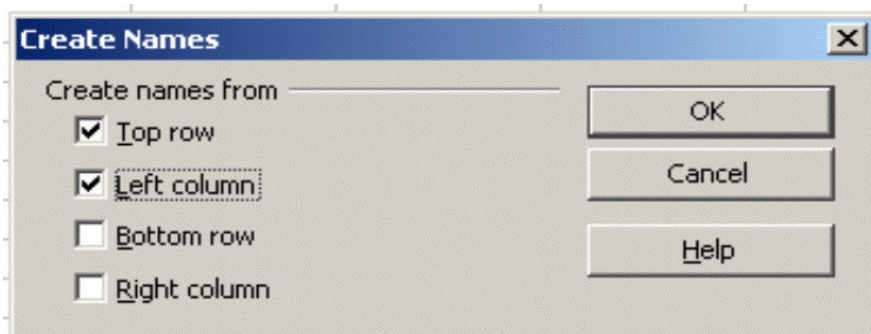 Create Names
Create names from
Top row
Left column
Bottom row
Right column
OK
Cancel
Help